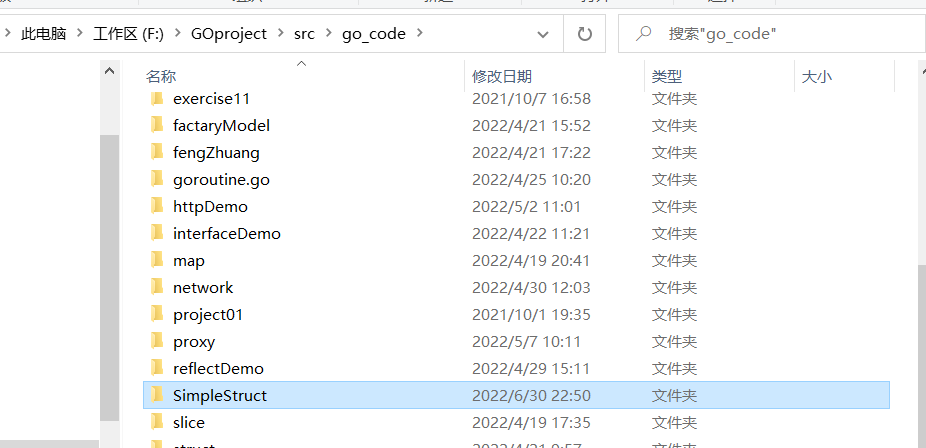 此电脑 > 工作区 (F:) > GOproject > src > go_code >
搜索"go_code"
名称 修改日期 类型 大小
exercise11 2021/10/7 16:58 文件夹
factaryModel 2022/4/21 15:52 文件夹
fengZhuang 2022/4/21 17:22 文件夹
goroutine.go 2022/4/25 10:20 文件夹
httpDemo 2022/5/2 11:01 文件夹
interfaceDemo 2022/4/22 11:21 文件夹
map 2022/4/19 20:41 文件夹
network 2022/4/30 12:03 文件夹
project01 2021/10/1 19:35 文件夹
proxy 2022/5/7 10:11 文件夹
reflectDemo 2022/4/29 15:11 文件夹
SimpleStruct 2022/6/30 22:50 文件夹
slice 2022/4/19 17:35 文件夹